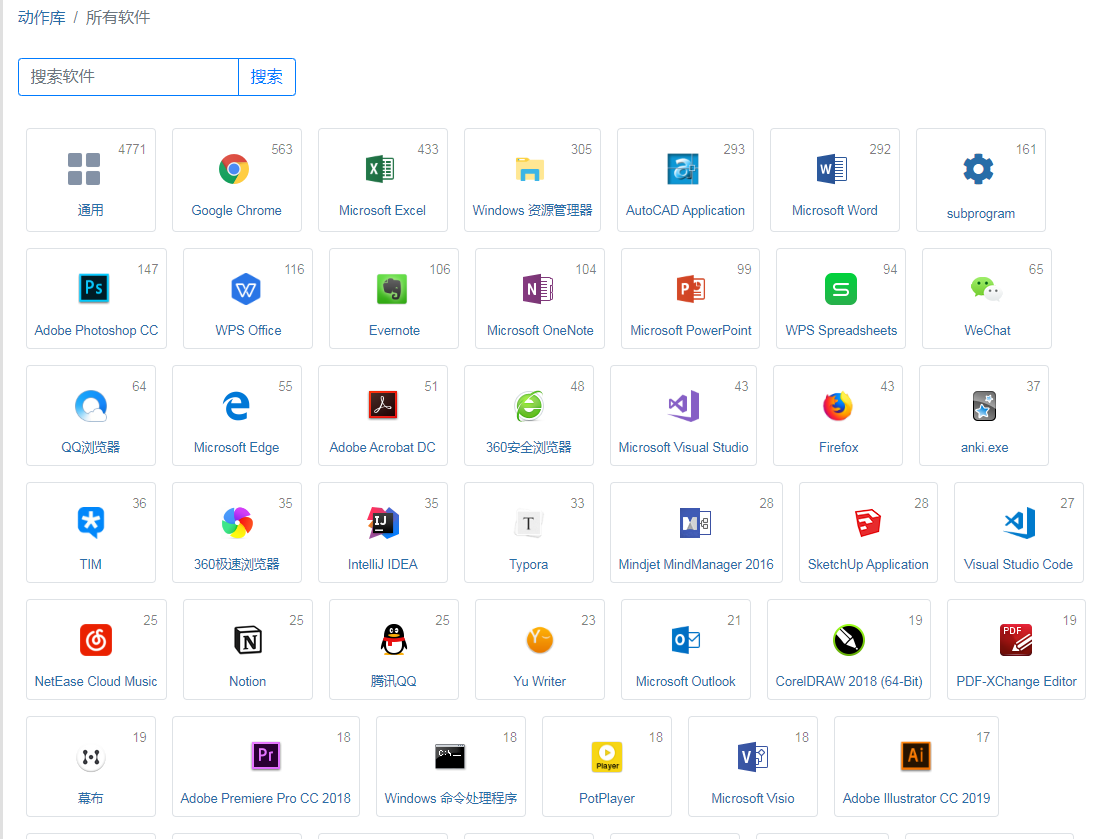 动作库 / 所有软件
搜索软件 搜索
4771 563 433 305 293 292 161
通用 Google Chrome Microsoft Excel Windows 资源管理器 AutoCAD Application Microsoft Word subprogram
147 116 106 104 99 94 65
Adobe Photoshop CC WPS Office Evernote Microsoft OneNote Microsoft PowerPoint WPS Spreadsheets WeChat
64 55 51 48 43 43 37
QQ浏览器 Microsoft Edge Adobe Acrobat DC 360安全浏览器 Microsoft Visual Studio Firefox anki.exe
36 35 35 33 28 28 27
TIM 360极速浏览器 IntelliJ IDEA Typora Mindjet MindManager 2016 SketchUp Application Visual Studio Code
25 25 25 23 21 19 19
NetEase Cloud Music Notion 腾讯QQ Yu Writer Microsoft Outlook CorelDRAW 2018 (64-Bit) PDF-XChange Editor
19 18 18 18 18 17
幕布 Adobe Premiere Pro CC 2018 Windows 命令处理程序 PotPlayer Microsoft Visio Adobe Illustrator CC 2019